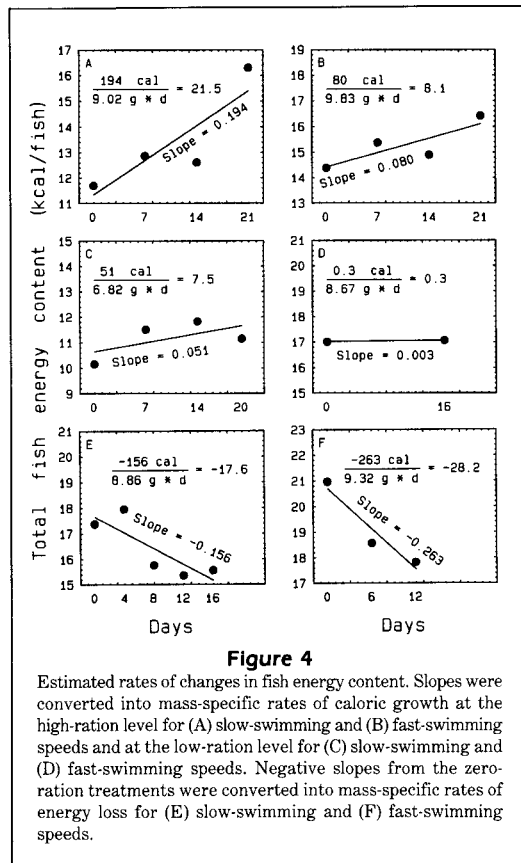 Total fish energy content (kcal/fish)
A
194 cal
9.02 g * d
= 21.5
Slope = 0.194
17
16
15
14
13
12
11
0 7 14 21
B
80 cal
9.83 g * d
= 8.1
Slope = 0.080
19
18
17
16
15
14
13
0 7 14 21
C
51 cal
6.82 g * d
= 7.5
Slope = 0.051
15
14
13
12
11
10
9
0 7 14 20
D
0.3 cal
8.67 g * d
= 0.3
Slope = 0.003
21
20
19
18
17
16
15
0 16
E
-156 cal
8.86 g * d
= -17.6
Slope = -0.156
21
20
19
18
17
16
15
0 4 8 12 16
F
-263 cal
9.32 g * d
= -28.2
Slope = -0.263
23
22
21
20
19
18
17
0 6 12
Days Days
Figure 4
Estimated rates of changes in fish energy content. Slopes were
converted into mass-specific rates of caloric growth at the
high-ration level for (A) slow-swimming and (B) fast-swimming
speeds and at the low-ration level for (C) slow-swimming and
(D) fast-swimming speeds. Negative slopes from the zero-
ration treatments were converted into mass-specific rates of
energy loss for (E) slow-swimming and (F) fast-swimming
speeds.